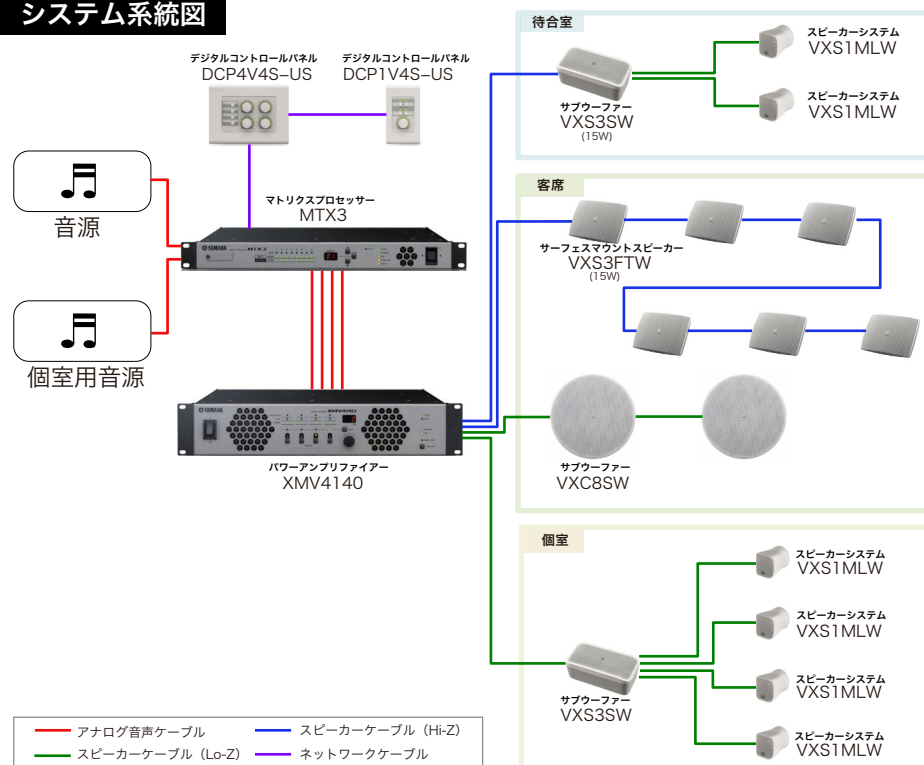 システム系統図
デジタルコントロールパネル
DCP4V4S-US
デジタルコントロールパネル
DCP1V4S-US
音源
個室用音源
マトリクスプロセッサー
MTX3
YAMAHA
MTX3
YAMAHA
XMV4140
パワーアンプリファイアー
XMV4140
待合室
サブウーファー
VXS3SW
(15W)
スピーカーシステム
VXS1MLW
スピーカーシステム
VXS1MLW
客席
サーフェスマウントスピーカー
VXS3FTW
(15W)
サブウーファー
VXC8SW
個室
サブウーファー
VXS3SW
スピーカーシステム
VXS1MLW
スピーカーシステム
VXS1MLW
スピーカーシステム
VXS1MLW
スピーカーシステム
VXS1MLW
アナログ音声ケーブル
スピーカーケーブル（Hi-Z）
スピーカーケーブル（Lo-Z）
ネットワークケーブル